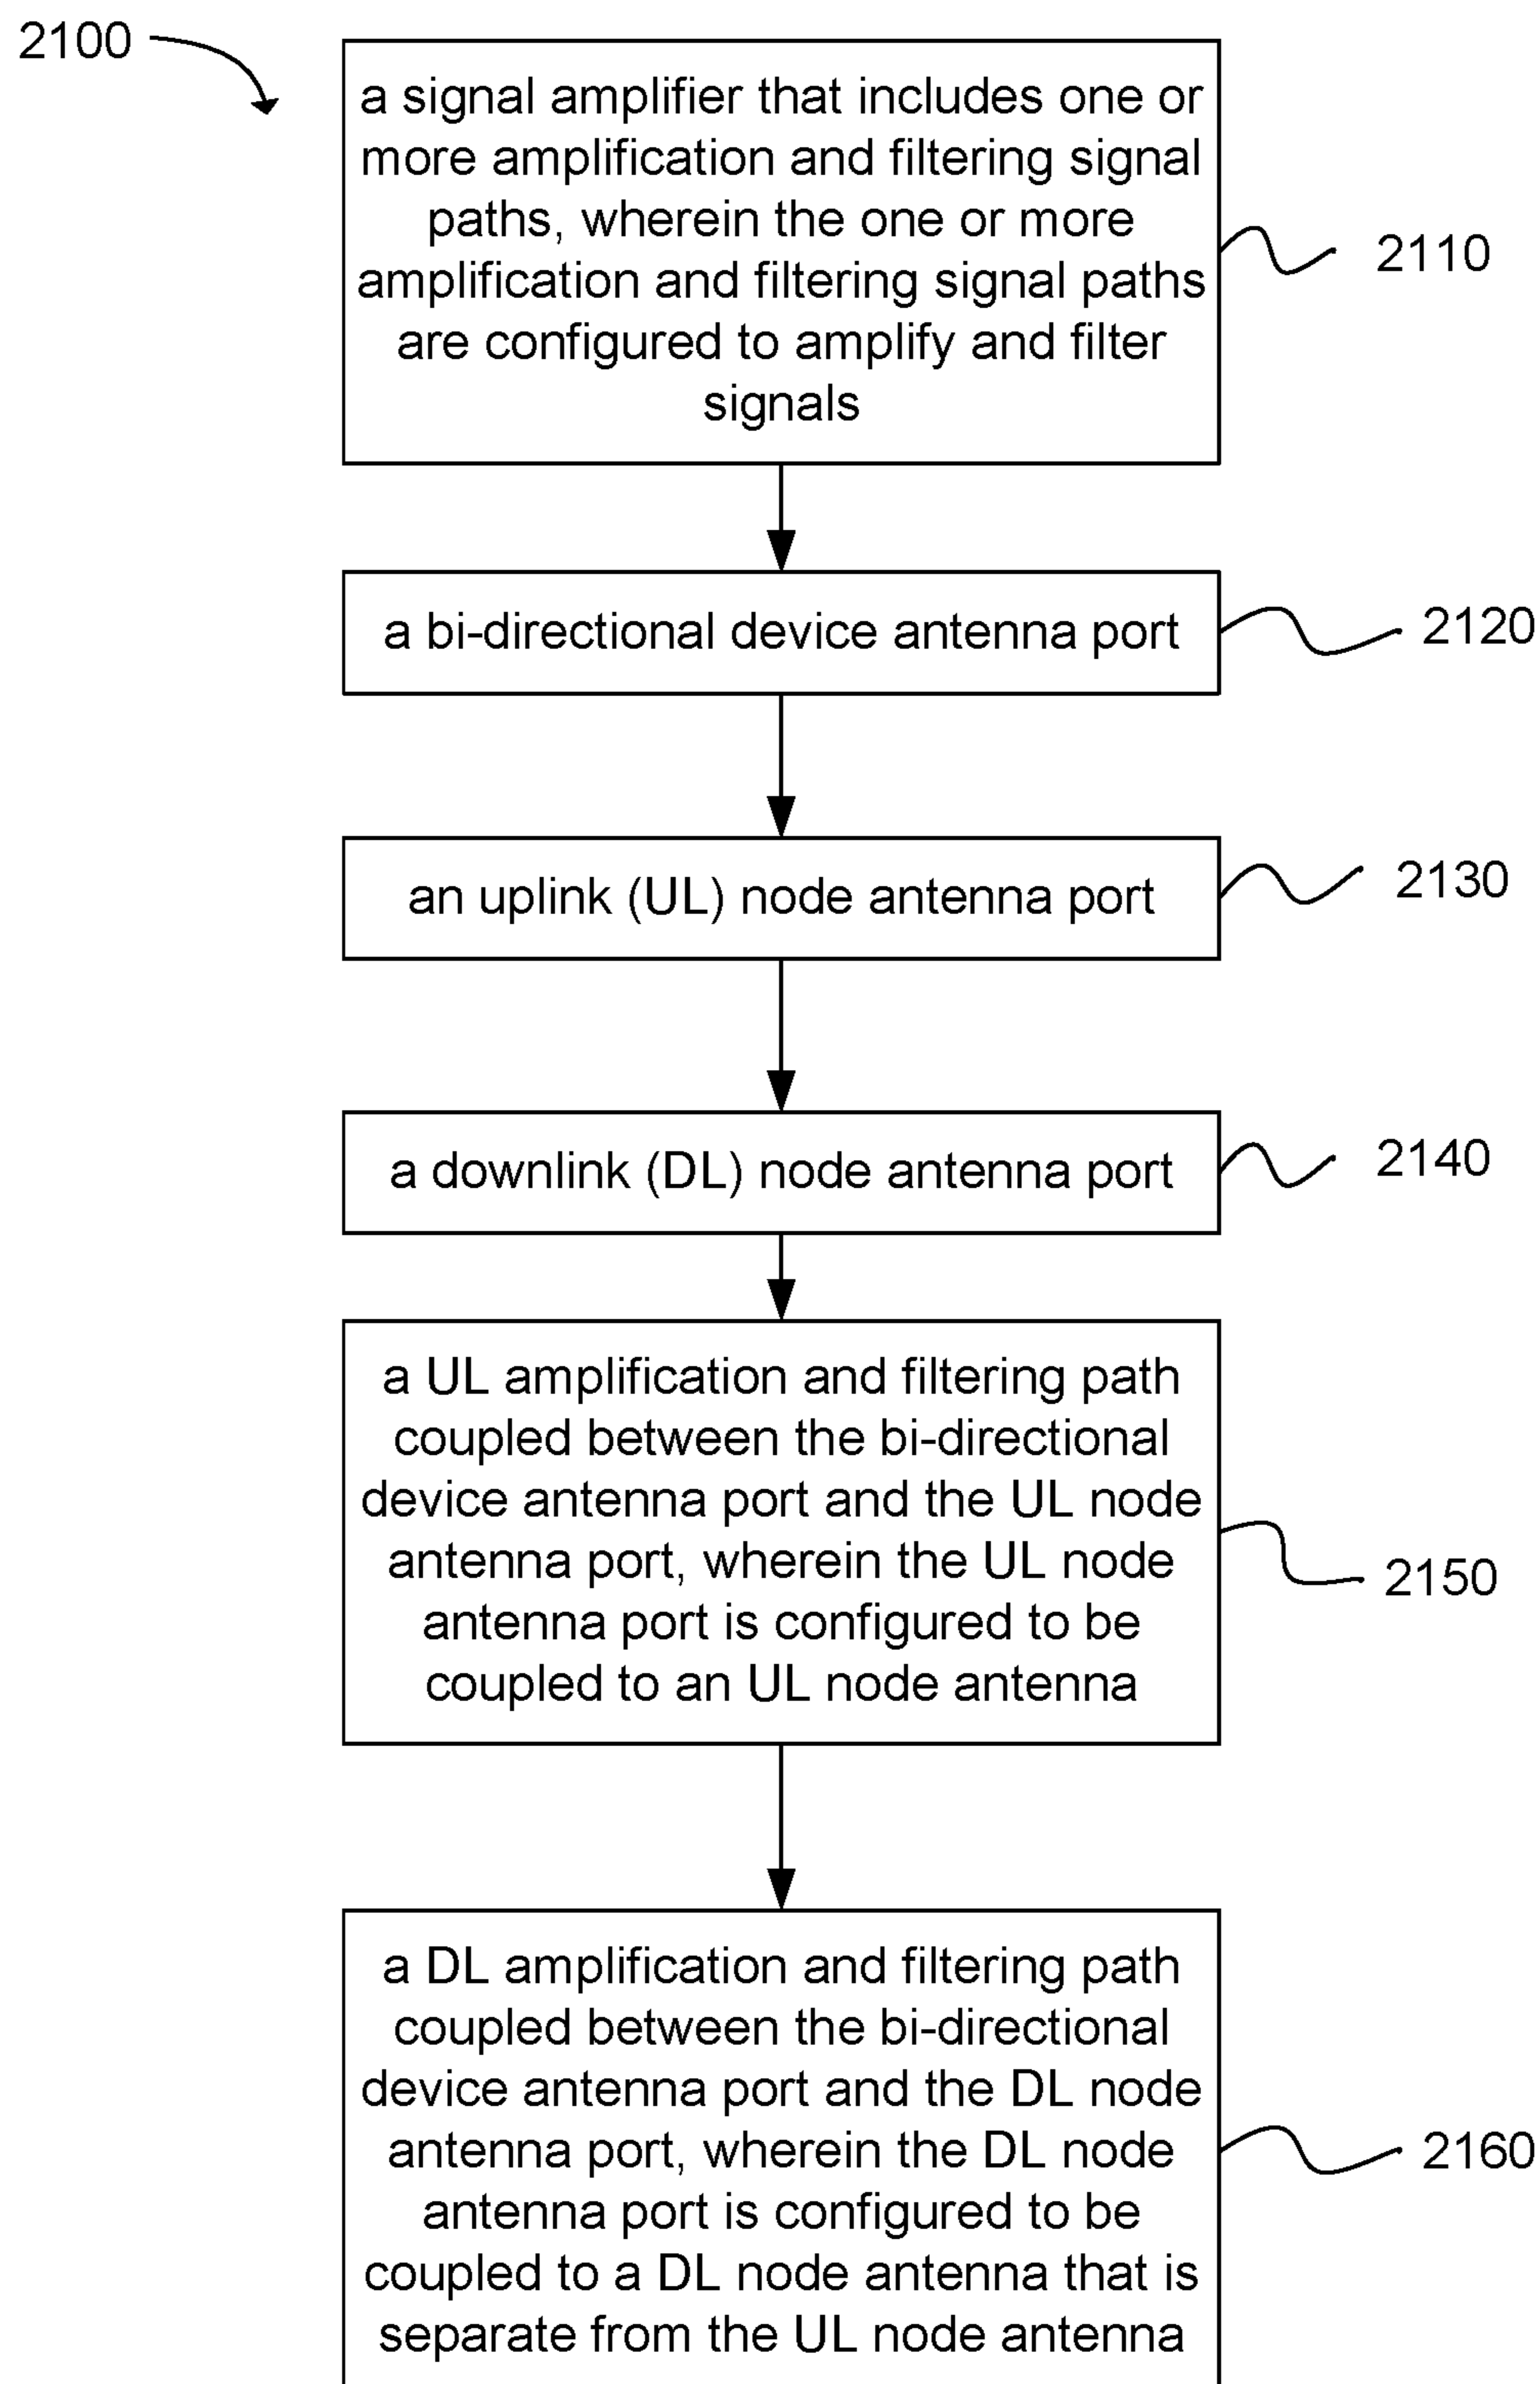 2100
a signal amplifier that includes one or
more amplification and filtering signal
paths, wherein the one or more
amplification and filtering signal paths
are configured to amplify and filter
signals
2110
a bi-directional device antenna port
2120
an uplink (UL) node antenna port
2130
a downlink (DL) node antenna port
2140
a UL amplification and filtering path
coupled between the bi-directional
device antenna port and the UL node
antenna port, wherein the UL node
antenna port is configured to be
coupled to an UL node antenna
2150
a DL amplification and filtering path
coupled between the bi-directional
device antenna port and the DL node
antenna port, wherein the DL node
antenna port is configured to be
coupled to a DL node antenna that is
separate from the UL node antenna
2160